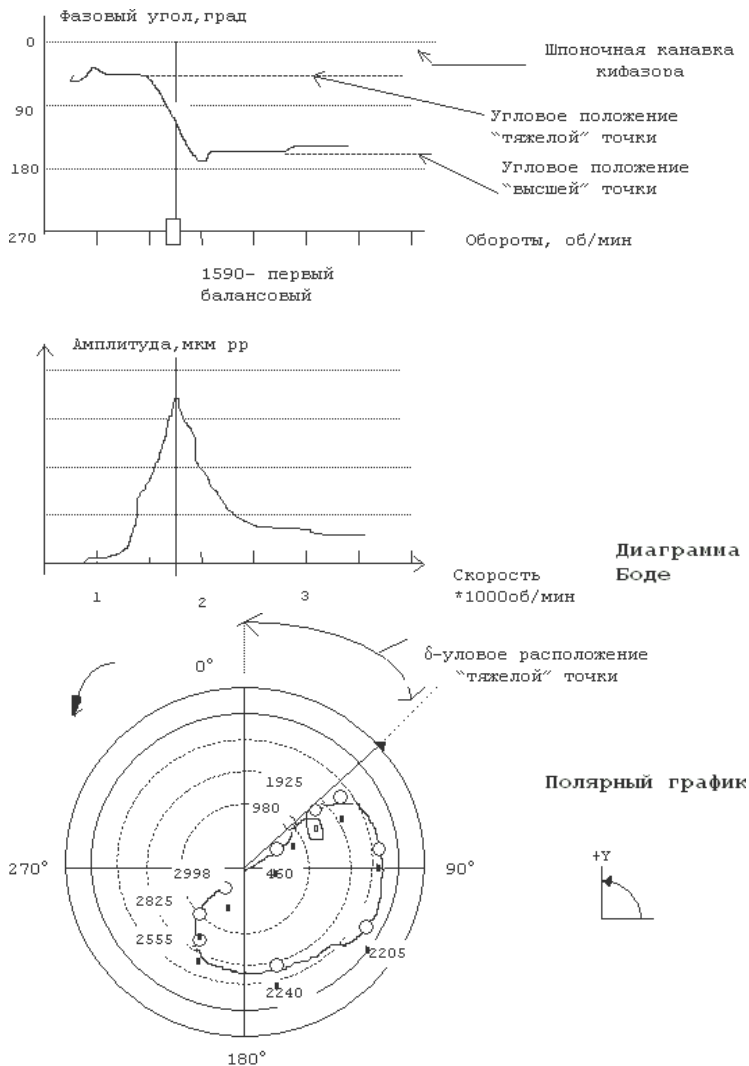 Фазовый угол,град
0
Шпоночная канавка
кифазора
90
Угловое положение
“тяжелой” точки
180
Угловое положение
“высшей” точки
270
Обороты, об/мин
1590- первый
балансовый
Амплитуда,мкм pp
Диаграмма
Боде
Скорость
*1000об/мин
1
2
3
δ-уловое расположение
“тяжелой” точки
0°
1925
Полярный график
980
270°
2998
460
90°
+Y
2825
2555
2205
2240
180°